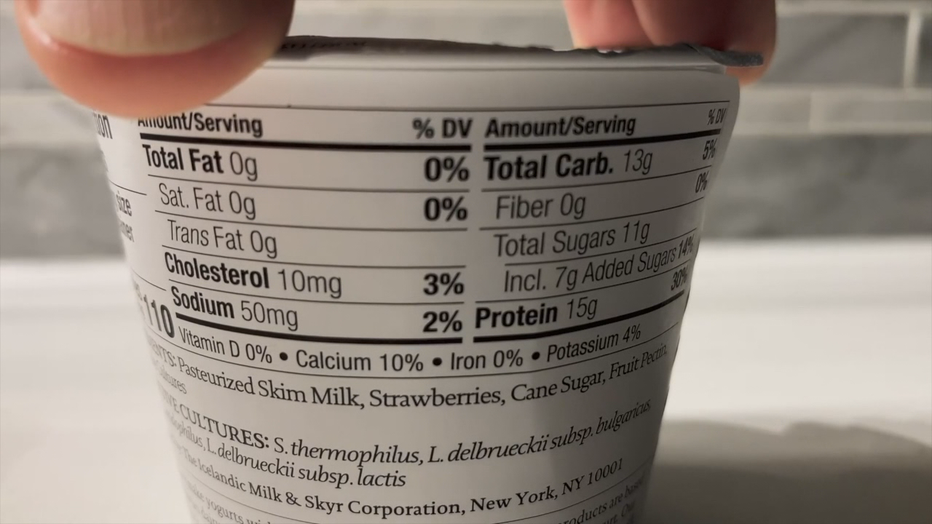 Amount/Serving % DV Amount/Serving % DV
Total Fat 0g 0% Total Carb. 13g 5%
Sat. Fat 0g 0% Fiber 0g 0%
Trans Fat 0g Total Sugars 11g
Cholesterol 10mg 3% Incl. 7g Added Sugars 14%
Sodium 50mg 2% Protein 15g 30%
110
Vitamin D 0% • Calcium 10% • Iron 0% • Potassium 4%
Pasteurized Skim Milk, Strawberries, Cane Sugar, Fruit Pectin,
CULTURES: S. thermophilus, L. delbrueckii subsp. bulgaricus,
L. delbrueckii subsp. lactis
Icelandic Milk & Skyr Corporation, New York, NY 10001